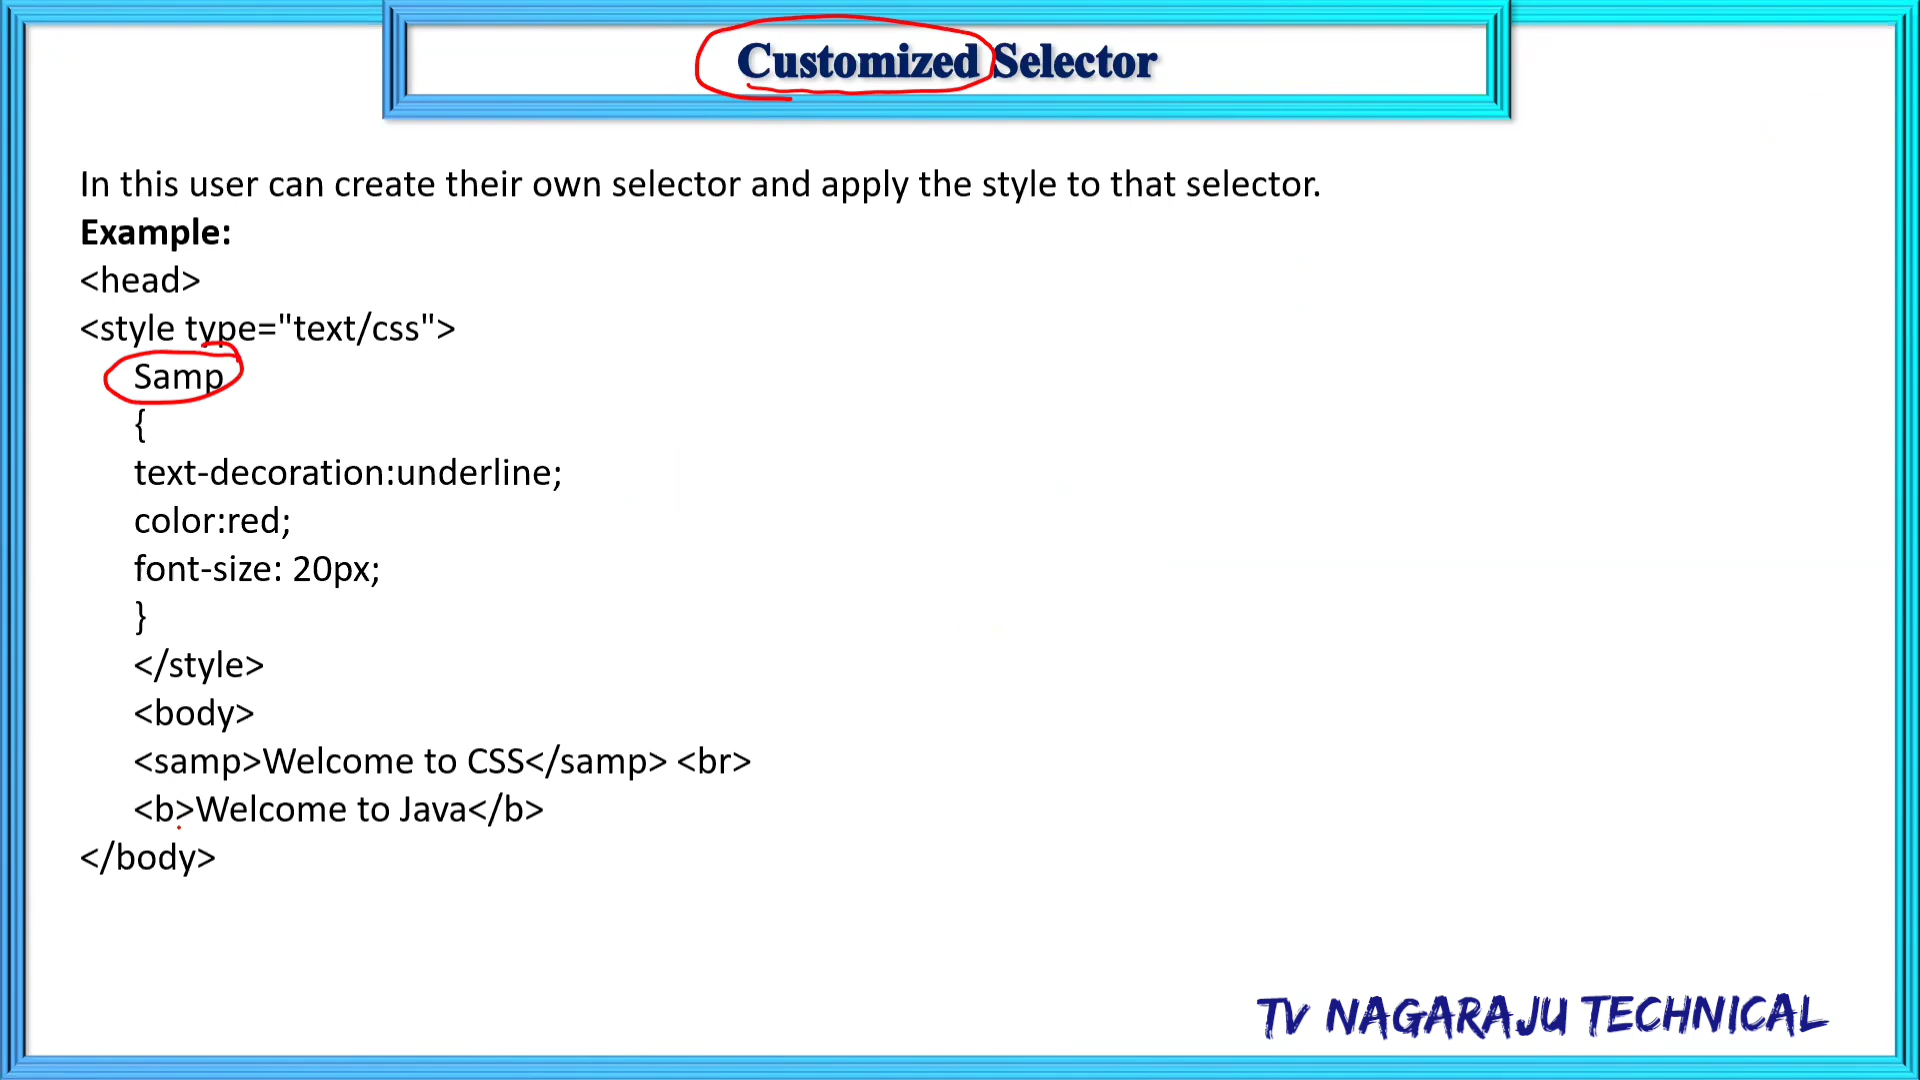 Customized Selector
In this user can create their own selector and apply the style to that selector.
Example:
<head>
<style type="text/css">
Samp
{
text-decoration:underline;
color:red;
font-size: 20px;
}
</style>
<body>
<samp>Welcome to CSS</samp> <br>
<b>Welcome to Java</b>
</body>
TV NAGARAJU TECHNICAL